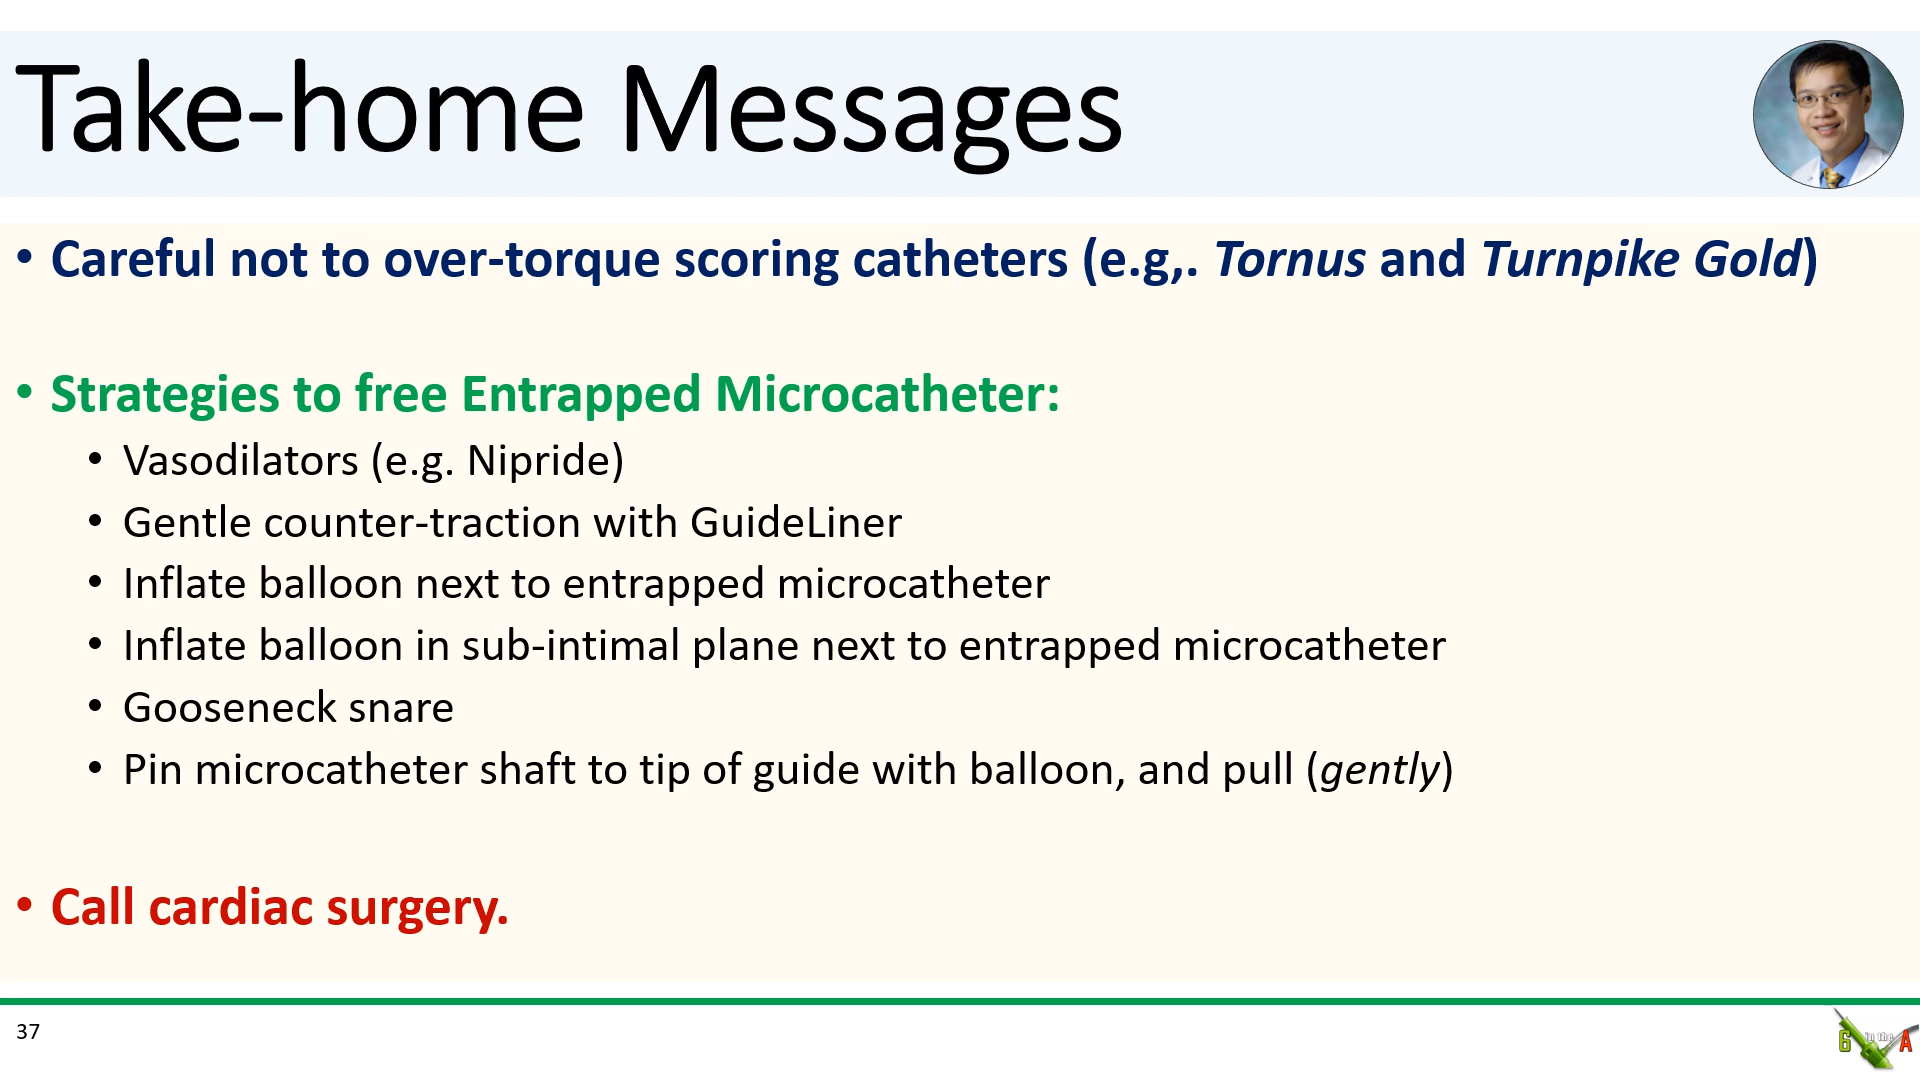 Take-home Messages
• Careful not to over-torque scoring catheters (e.g,. Tornus and Turnpike Gold)
• Strategies to free Entrapped Microcatheter:
• Vasodilators (e.g. Nipride)
• Gentle counter-traction with GuideLiner
• Inflate balloon next to entrapped microcatheter
• Inflate balloon in sub-intimal plane next to entrapped microcatheter
• Gooseneck snare
• Pin microcatheter shaft to tip of guide with balloon, and pull (gently)
• Call cardiac surgery.
37
6 in the A